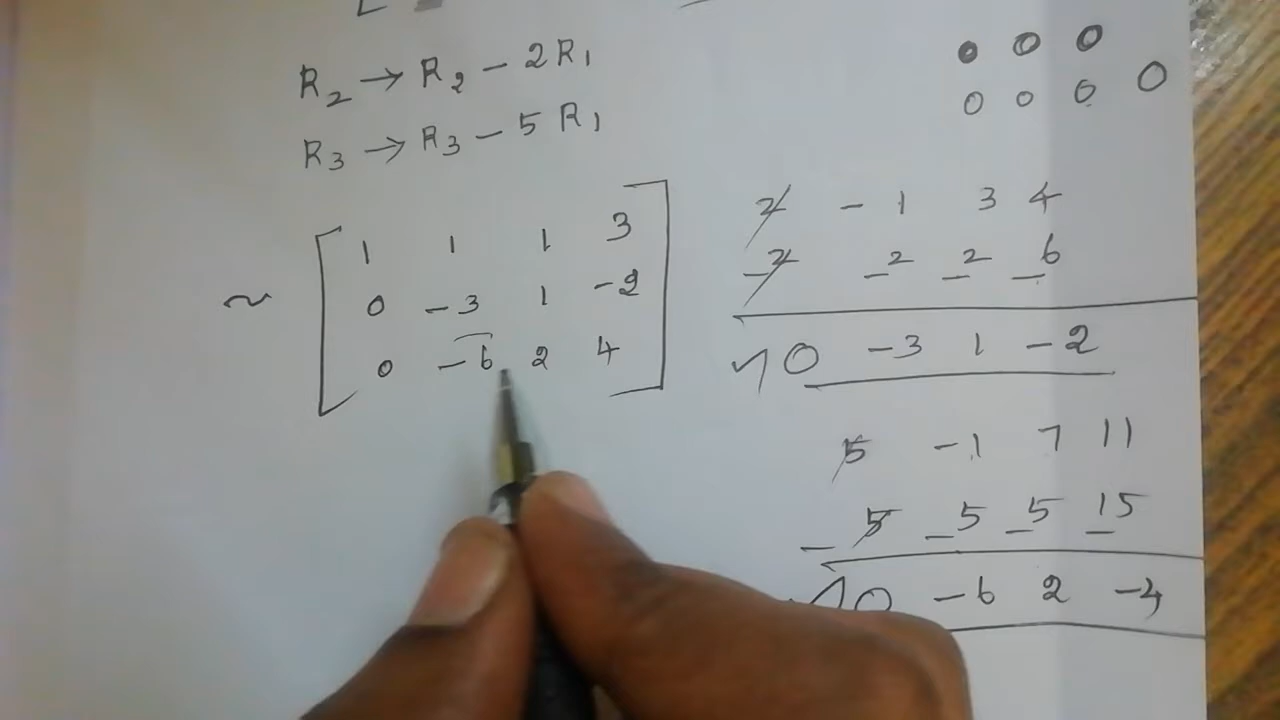 R₂ → R₂ - 2R₁
R₃ → R₃ - 5R₁
~ [ 1 1 1 3
0 -3 1 -2
0 -6 2 4 ]
0 0 0
0 0 0 0
2 -1 3 4
-2 -2 -2 -6
0 -3 1 -2
5 -1 7 11
-5 -5 -5 -15
0 -6 2 -4